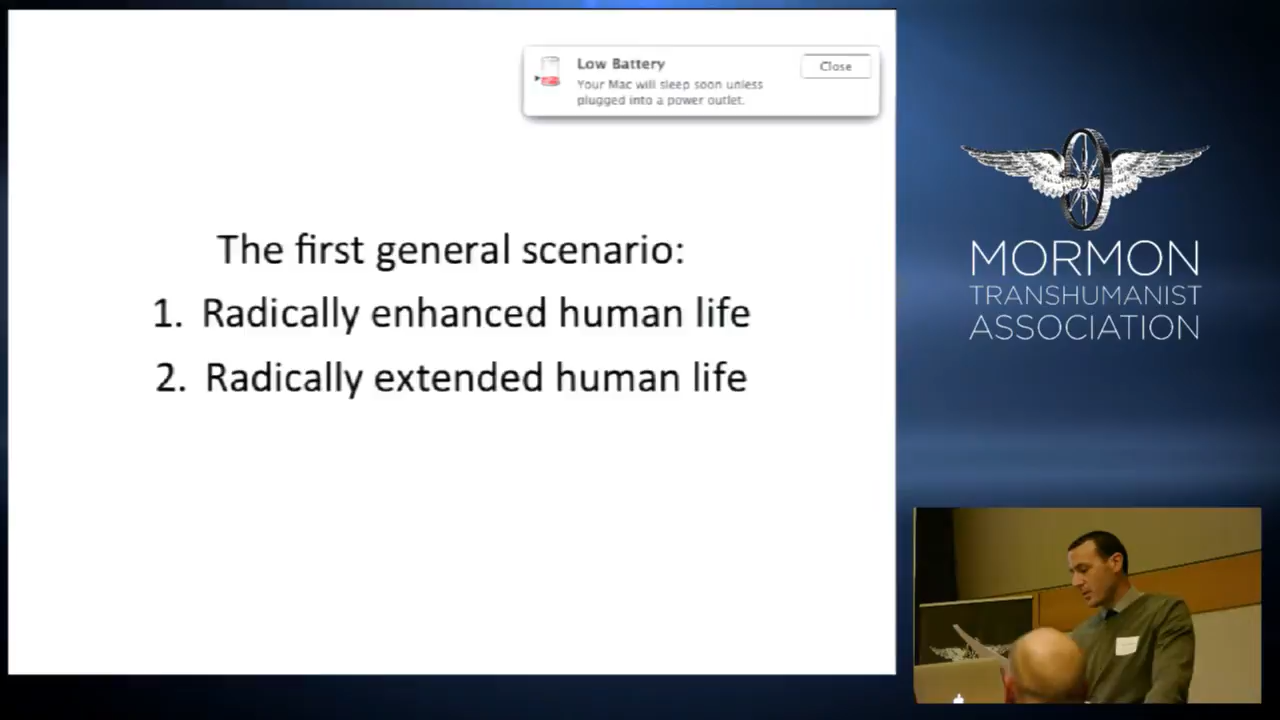 Low Battery
Close
Your Mac will sleep soon unless
plugged into a power outlet.
The first general scenario:
1. Radically enhanced human life
2. Radically extended human life
MORMON
TRANSHUMANIST
ASSOCIATION